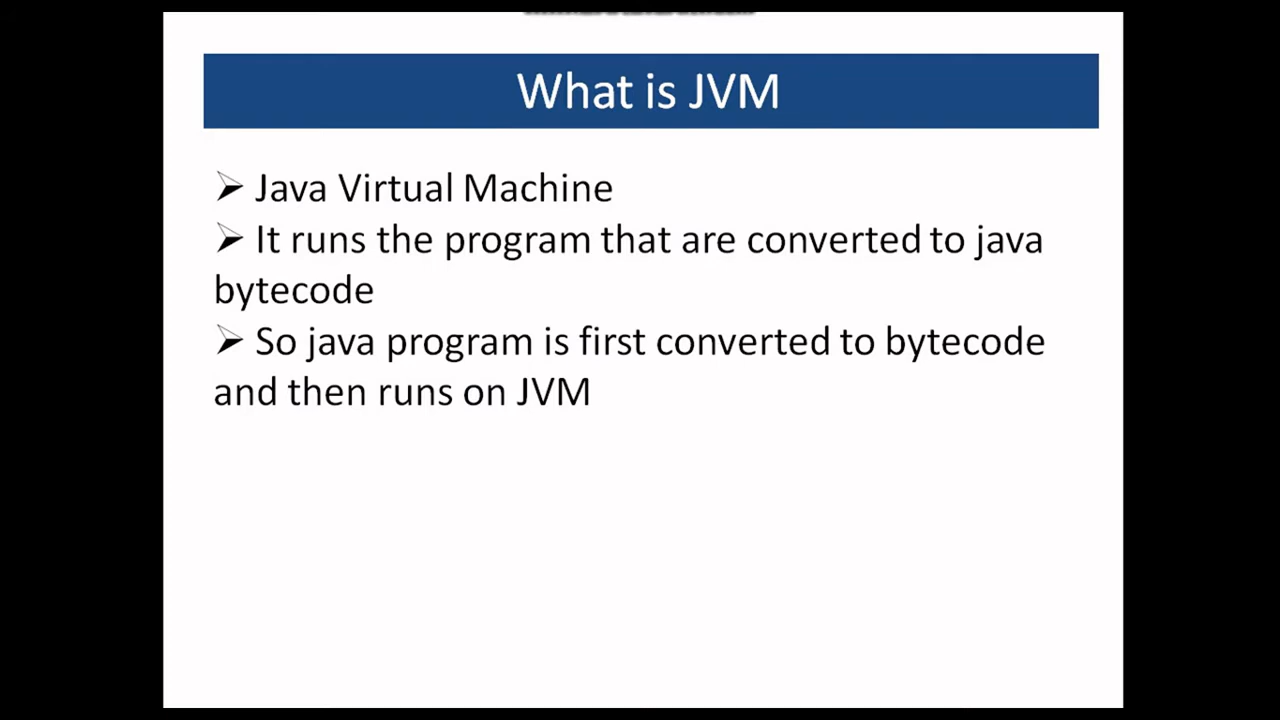 What is JVM
➢ Java Virtual Machine
➢ It runs the program that are converted to java
bytecode
➢ So java program is first converted to bytecode
and then runs on JVM